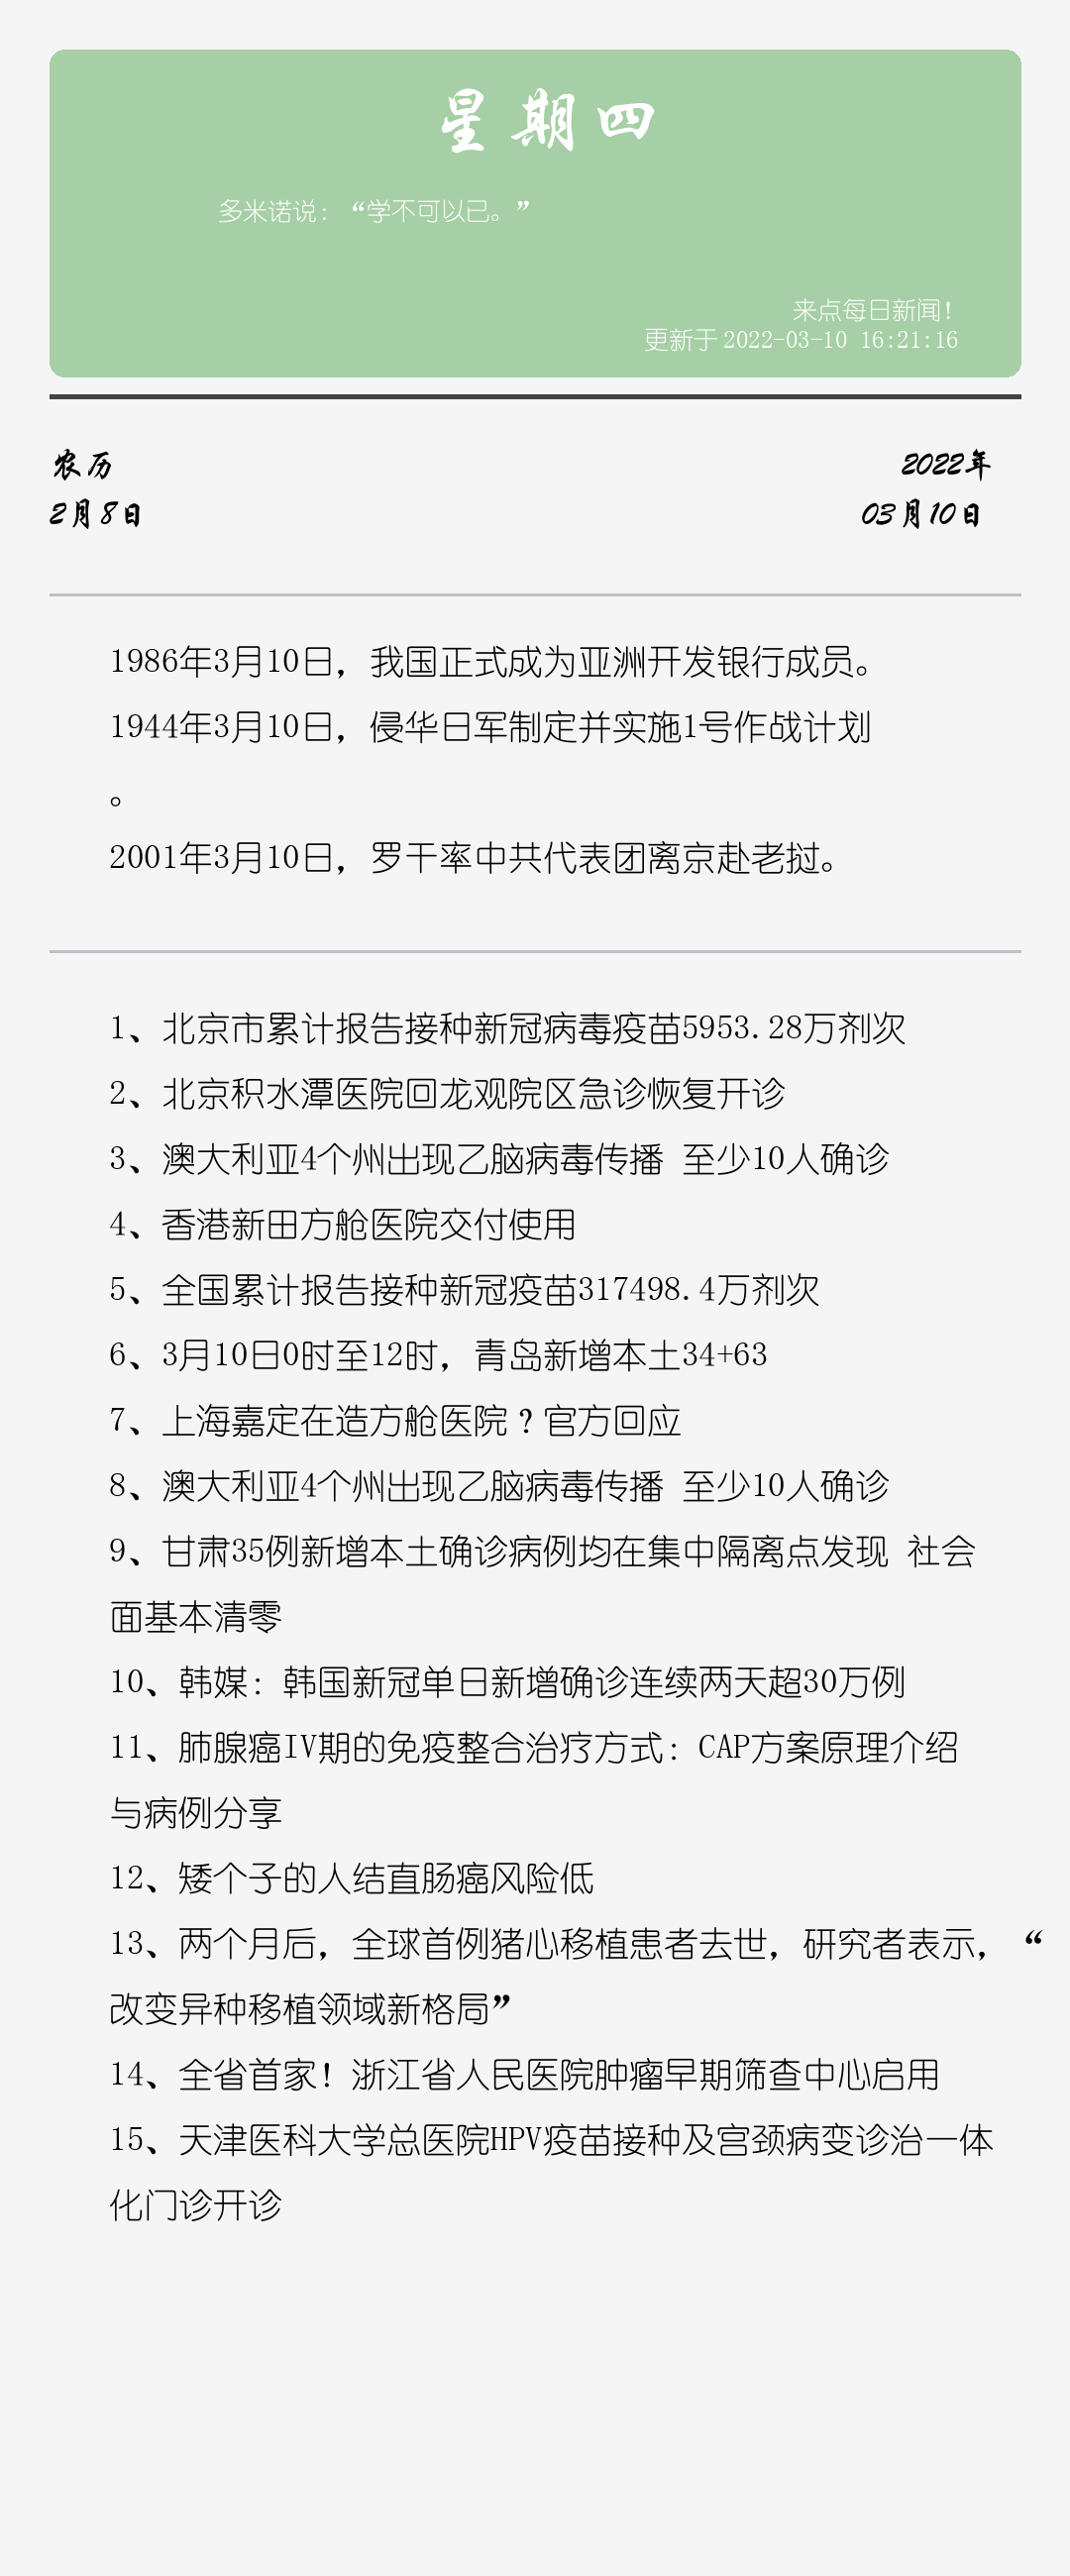 星期四
多米诺说：“学不可以已。”
来点每日新闻！
更新于2022-03-10 16:21:16
农历
2月8日
2022年
03月10日
1986年3月10日，我国正式成为亚洲开发银行成员。
1944年3月10日，侵华日军制定并实施1号作战计划
。
2001年3月10日，罗干率中共代表团离京赴老挝。
1、北京市累计报告接种新冠病毒疫苗5953.28万剂次
2、北京积水潭医院回龙观院区急诊恢复开诊
3、澳大利亚4个州出现乙脑病毒传播 至少10人确诊
4、香港新田方舱医院交付使用
5、全国累计报告接种新冠疫苗317498.4万剂次
6、3月10日0时至12时，青岛新增本土34+63
7、上海嘉定在造方舱医院？官方回应
8、澳大利亚4个州出现乙脑病毒传播 至少10人确诊
9、甘肃35例新增本土确诊病例均在集中隔离点发现 社会
面基本清零
10、韩媒：韩国新冠单日新增确诊连续两天超30万例
11、肺腺癌IV期的免疫整合治疗方式：CAP方案原理介绍
与病例分享
12、矮个子的人结直肠癌风险低
13、两个月后，全球首例猪心移植患者去世，研究者表示，“
改变异种移植领域新格局”
14、全省首家！浙江省人民医院肿瘤早期筛查中心启用
15、天津医科大学总医院HPV疫苗接种及宫颈病变诊治一体
化门诊开诊